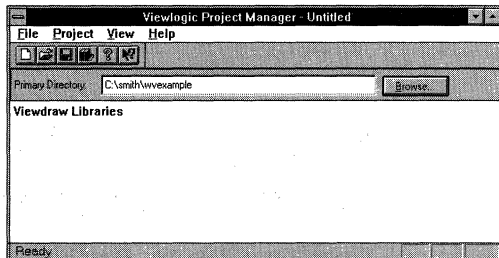 Viewlogic Project Manager - Untitled
File Project View Help
Primary Directory: C:\smith\wvexample Browse...
Viewdraw Libraries
Ready